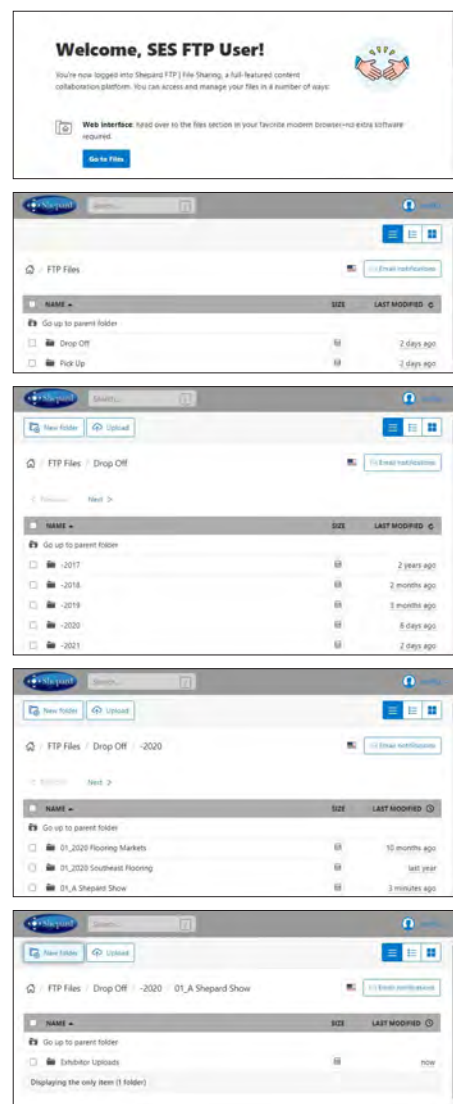 Welcome, SES FTP User!
You're now logged into Shepard FTP | File Sharing, a full-featured content
collaboration platform. You can access and manage your files in a number of ways:
Web Interface: Head over to the files section in your favorite modern browser–no extra software
required.
Go to Files
Shepard
Search...
FTP Files
Email notifications
NAME SIZE LAST MODIFIED
Go up to parent folder
Drop Off 2 days ago
Pick Up 2 days ago
Shepard
Search...
New folder Upload
/ FTP Files / Drop Off
Email notifications
< Previous Next >
NAME SIZE LAST MODIFIED
Go up to parent folder
-2017 2 years ago
-2018 2 months ago
-2019 3 months ago
-2020 6 days ago
-2021 2 days ago
Shepard
Search...
New folder Upload
/ FTP Files / Drop Off / -2020
Email notifications
< Previous Next >
NAME SIZE LAST MODIFIED
Go up to parent folder
01_2020 Flooring Markets 10 months ago
01_2020 Southeast Flooring last year
01_A Shepard Show 3 minutes ago
Shepard
Search...
New folder Upload
/ FTP Files / Drop Off / -2020 / 01_A Shepard Show
Email notifications
NAME SIZE LAST MODIFIED
Go up to parent folder
Exhibitor Uploads now
Displaying the only item (1 folder)